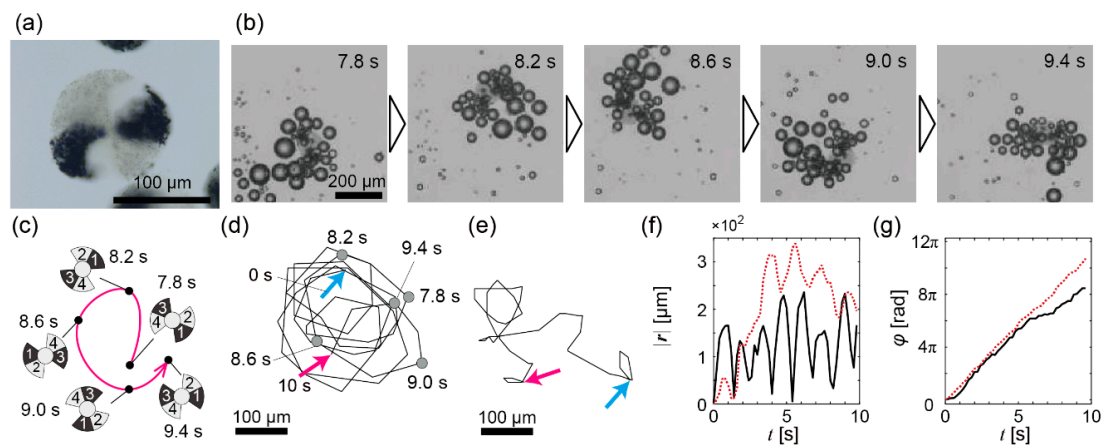 (a)
100 µm
(b)
7.8 s
8.2 s
8.6 s
9.0 s
9.4 s
200 µm
(c)
8.2 s
7.8 s
8.6 s
9.0 s
9.4 s
2
1
3
4
3
2
4
1
2
1
3
4
4
3
1
2
1
2
3
4
(d)
8.2 s
9.4 s
0 s
7.8 s
8.6 s
10 s
9.0 s
100 µm
(e)
100 µm
(f)
×10²
|r| [µm]
3
2
1
0
0
5
10
t [s]
(g)
φ [rad]
12π
8π
4π
0
0
5
10
t [s]